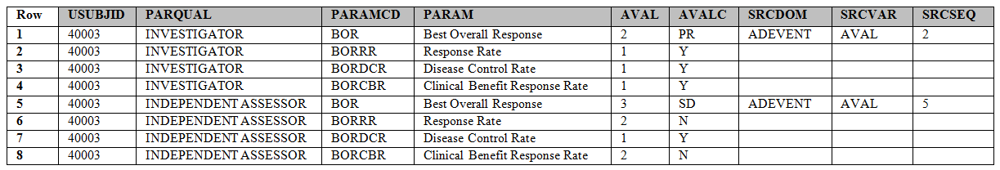 Row USUBJID PARQUAL PARAMCD PARAM AVAL AVALC SRCDOM SRCVAR SRCSEQ
1 40003 INVESTIGATOR BOR Best Overall Response 2 PR ADEVENT AVAL 2
2 40003 INVESTIGATOR BORRR Response Rate 1 Y
3 40003 INVESTIGATOR BORDCR Disease Control Rate 1 Y
4 40003 INVESTIGATOR BORCBR Clinical Benefit Response Rate 1 Y
5 40003 INDEPENDENT ASSESSOR BOR Best Overall Response 3 SD ADEVENT AVAL 5
6 40003 INDEPENDENT ASSESSOR BORRR Response Rate 2 N
7 40003 INDEPENDENT ASSESSOR BORDCR Disease Control Rate 1 Y
8 40003 INDEPENDENT ASSESSOR BORCBR Clinical Benefit Response Rate 2 N